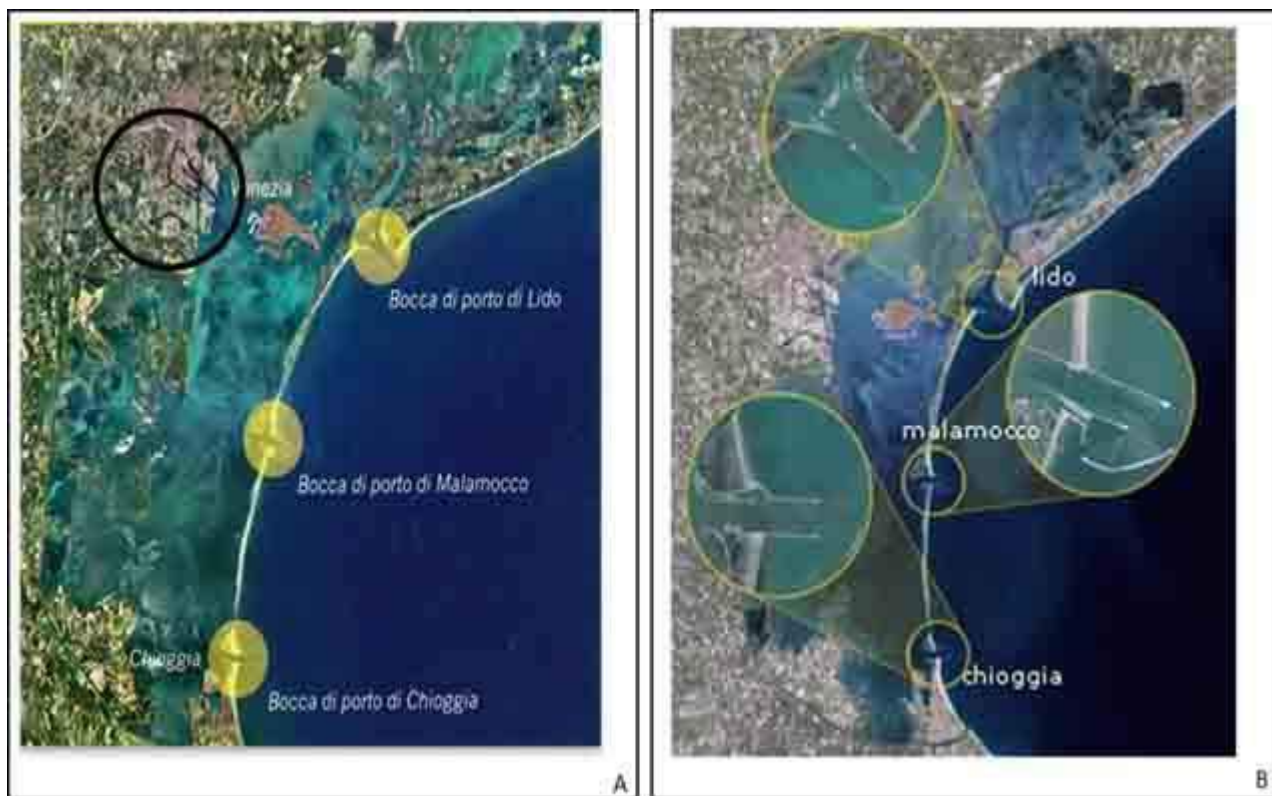 Venezia
Bocca di porto di Lido
Bocca di porto di Malamocco
Chioggia
Bocca di porto di Chioggia
A
lido
malamocco
chioggia
B